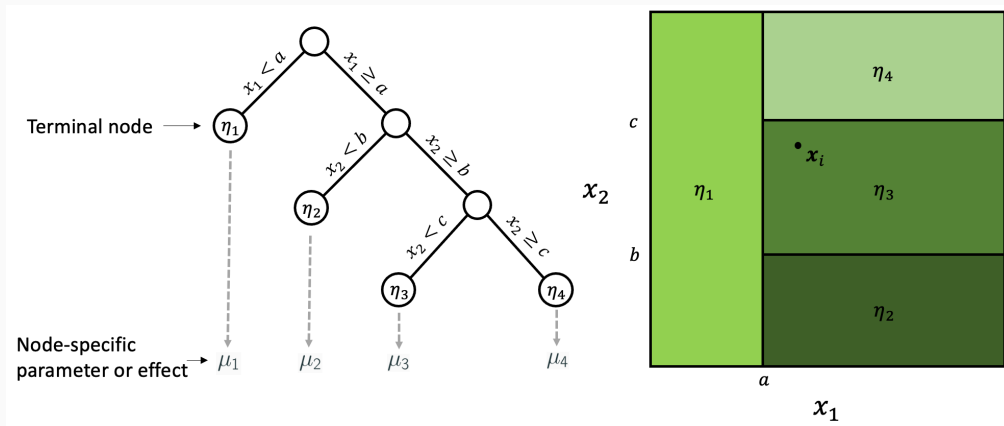 x₁ < a
x₁ ≥ a
Terminal node
η₁
x₂ < b
x₂ ≥ b
η₂
x₂ < c
x₂ ≥ c
η₃
η₄
Node-specific
parameter or effect
μ₁
μ₂
μ₃
μ₄
η₄
c
xᵢ
x₂
η₁
η₃
b
η₂
a
x₁